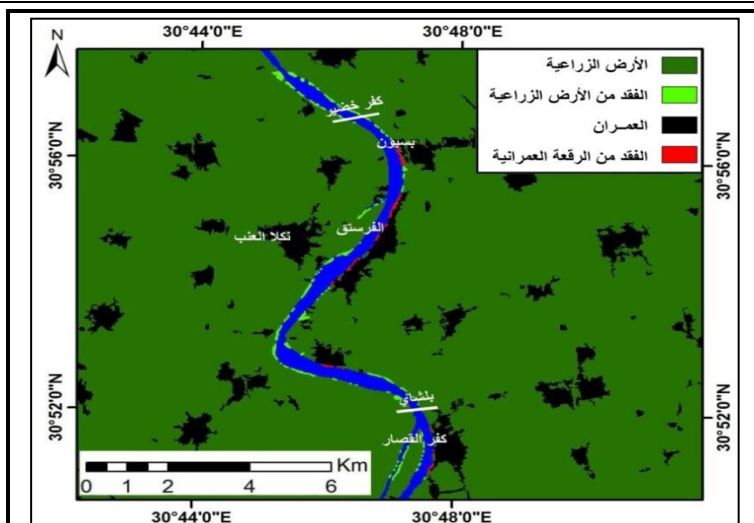 30°44'0"E 30°48'0"E
N
الأرض الزراعية
الفقد من الأرض الزراعية
العمـران
الفقد من الرقعة العمرانية
30°56'0"N
30°56'0"N
كفر خضير
بسيون
الفرستق
تكلا العنب
30°52'0"N
30°52'0"N
بلشاي
كفر القصار
Km
0 1 2 4 6
30°44'0"E 30°48'0"E